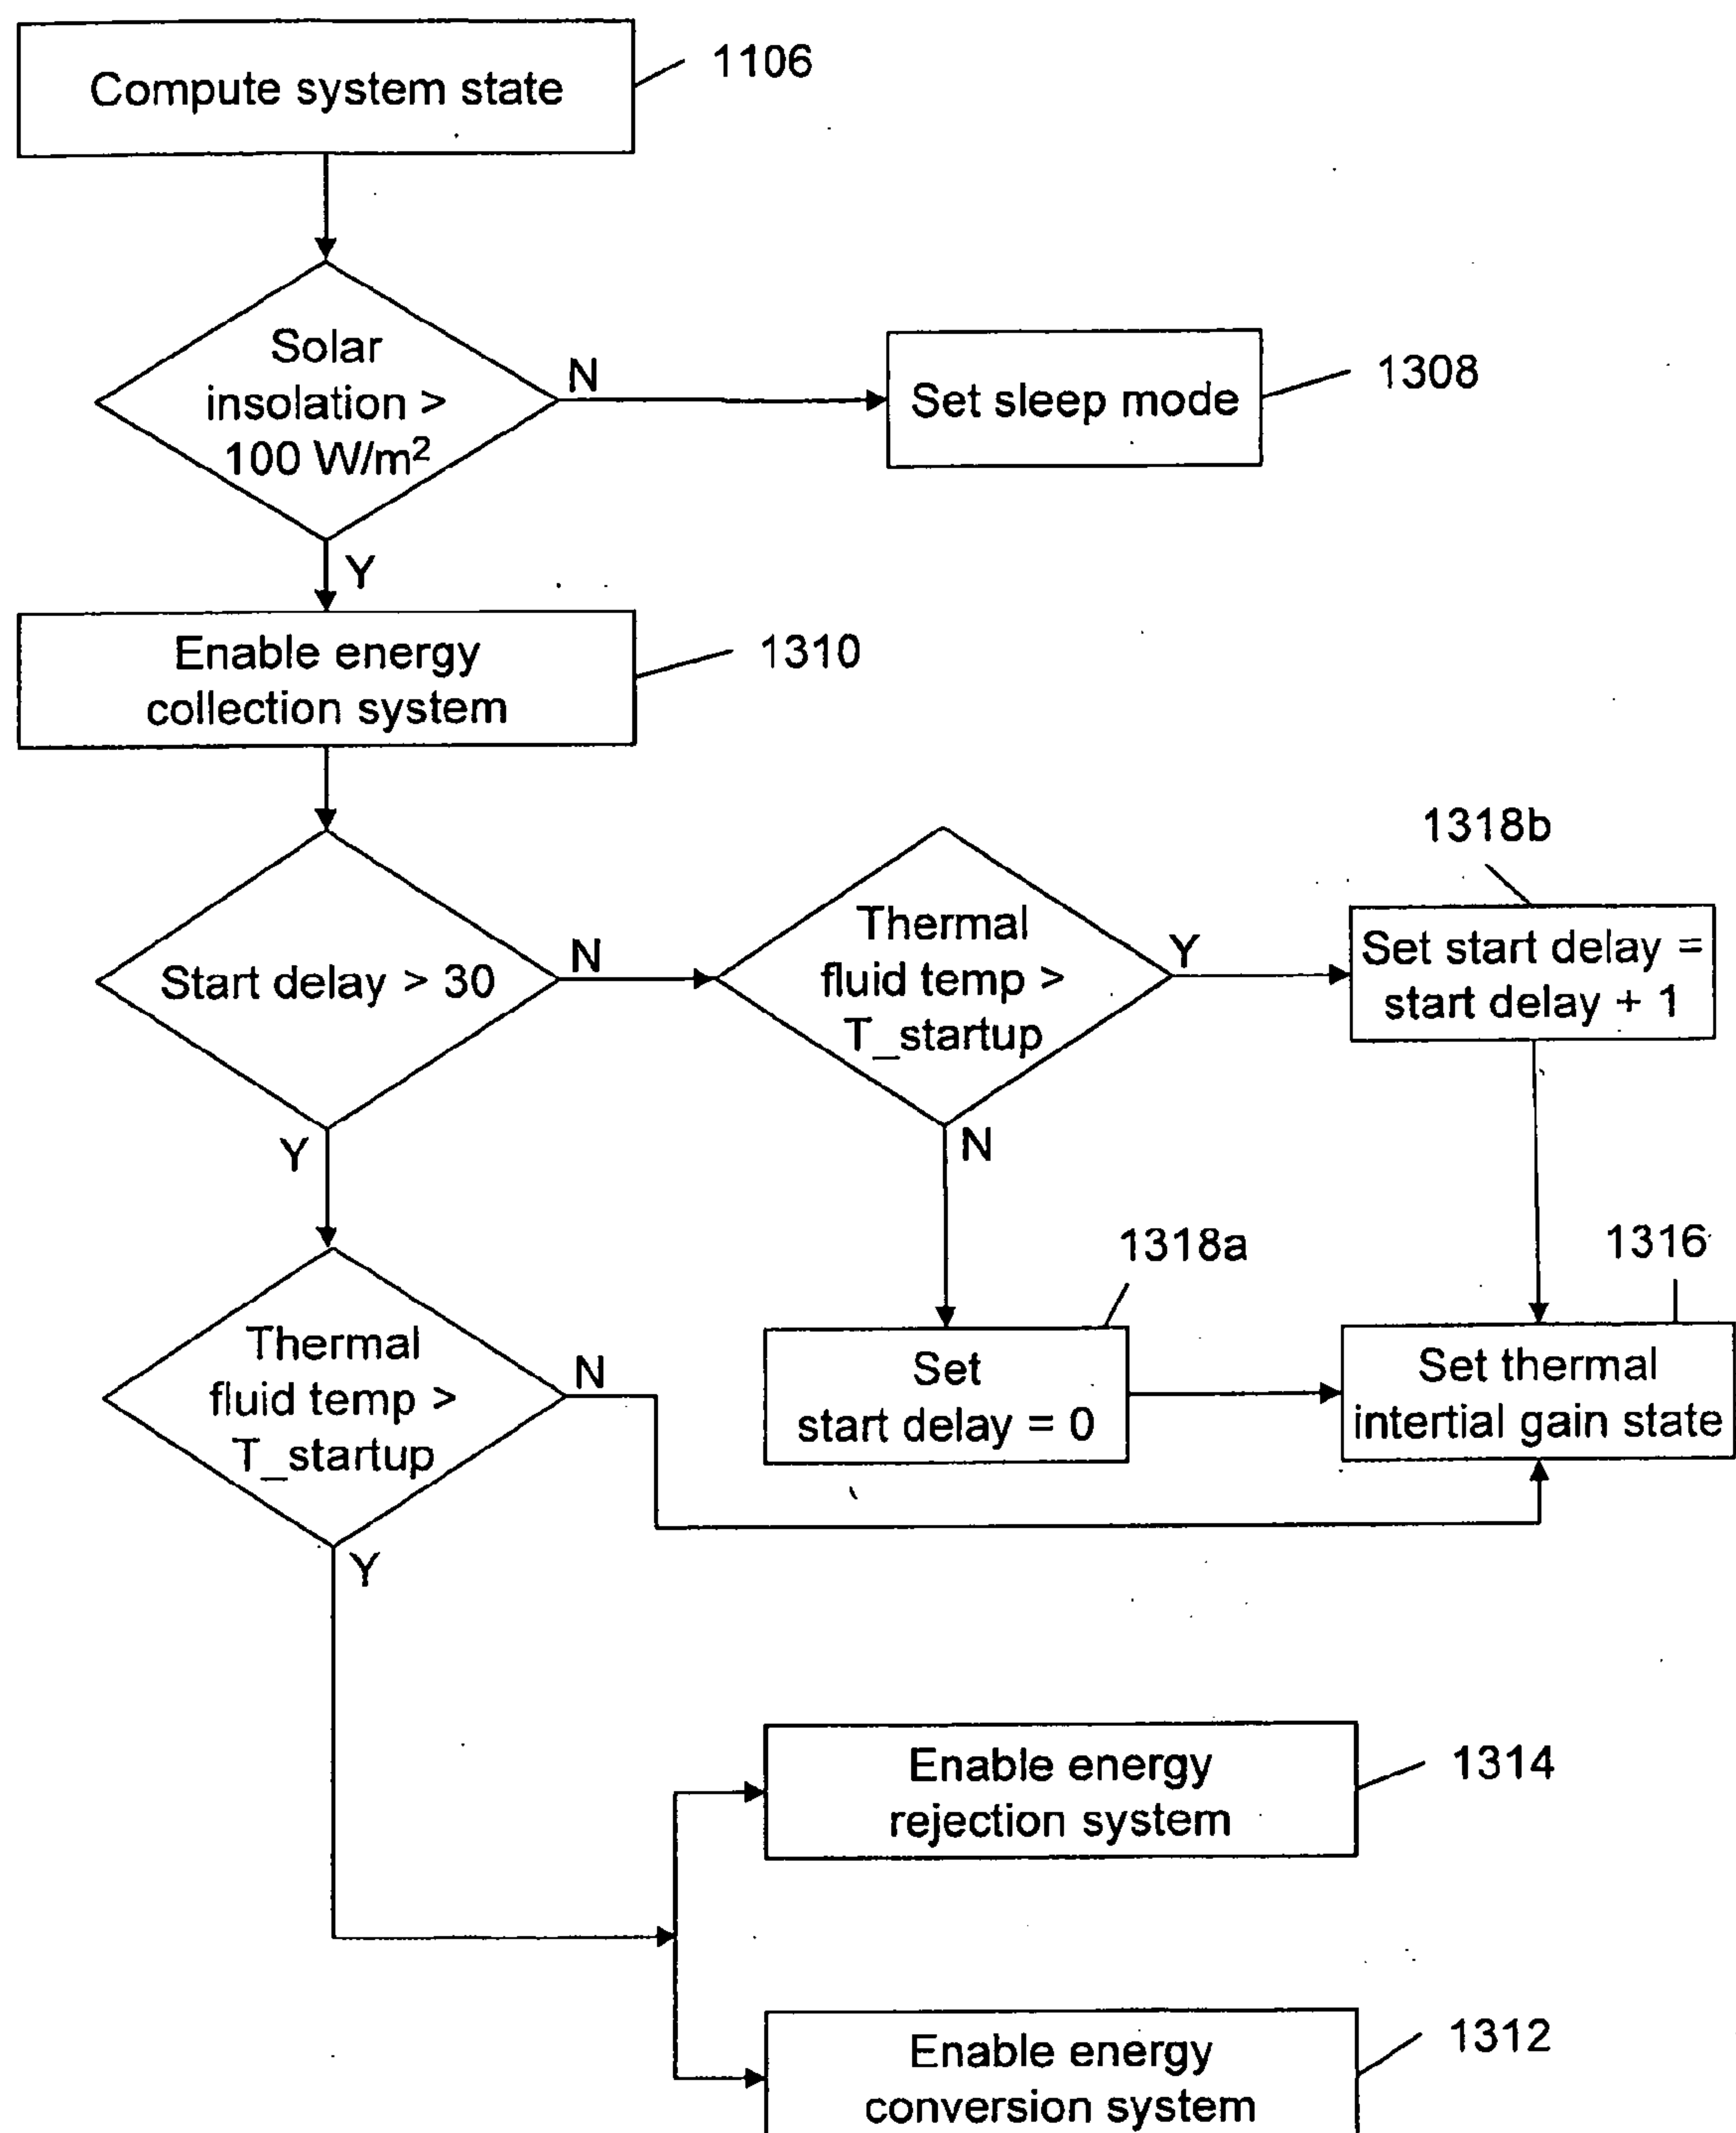 Compute system state
1106
Solar
insolation >
100 W/m²
N
Set sleep mode
1308
Y
Enable energy
collection system
1310
Start delay > 30
N
Thermal
fluid temp >
T_startup
Y
1318b
Set start delay =
start delay + 1
Y
N
1318a
1316
Thermal
fluid temp >
T_startup
N
Set
start delay = 0
Set thermal
intertial gain state
Y
Enable energy
rejection system
1314
Enable energy
conversion system
1312